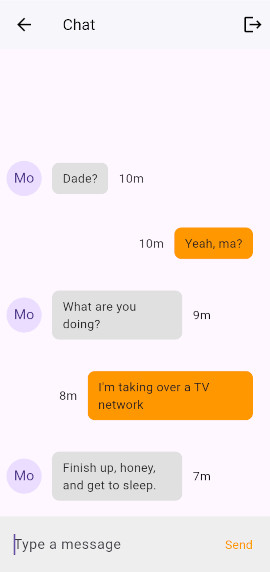 Chat
Mo
Dade?
10m
10m
Yeah, ma?
Mo
What are you
doing?
9m
8m
I'm taking over a TV
network
Mo
Finish up, honey,
and get to sleep.
7m
Type a message
Send